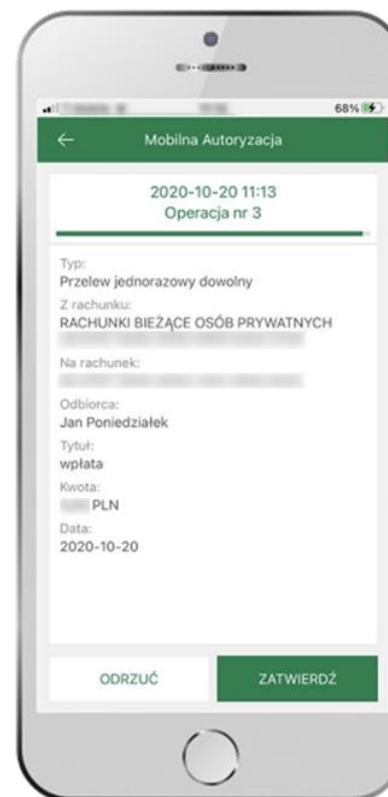 68%
Mobilna Autoryzacja
2020-10-20 11:13
Operacja nr 3
Typ:
Przelew jednorazowy dowolny
Z rachunku:
RACHUNKI BIEŻĄCE OSÓB PRYWATNYCH
Na rachunek:
Odbiorca:
Jan Poniedziałek
Tytuł:
wpłata
Kwota:
PLN
Data:
2020-10-20
ODRZUĆ
ZATWIERDŹ